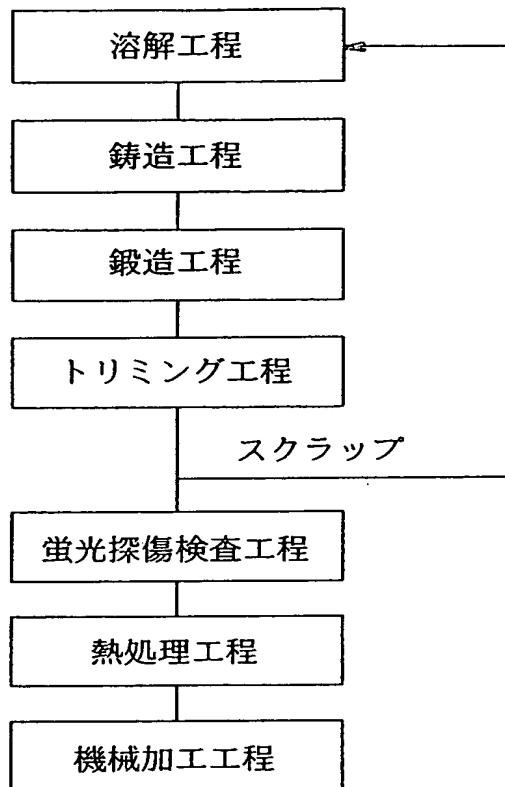 溶解工程
鋳造工程
鍛造工程
トリミング工程
スクラップ
蛍光探傷検査工程
熱処理工程
機械加工工程